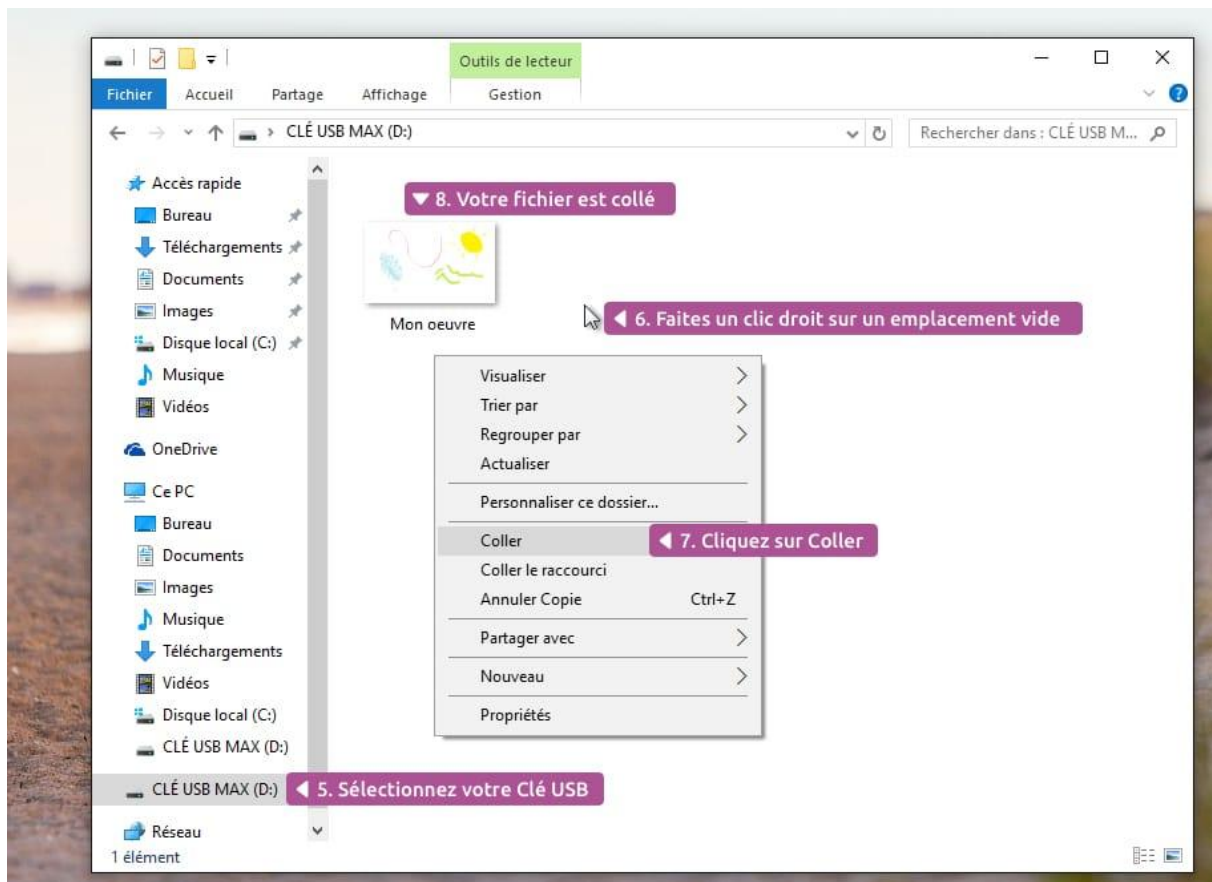 Outils de lecteur
Fichier Accueil Partage Affichage Gestion
CLÉ USB MAX (D:)
Rechercher dans : CLÉ USB M...
Accès rapide
Bureau
Téléchargements
Documents
Images
Disque local (C:)
Musique
Vidéos
OneDrive
Ce PC
Bureau
Documents
Images
Musique
Téléchargements
Vidéos
Disque local (C:)
CLÉ USB MAX (D:)
CLÉ USB MAX (D:)
5. Sélectionnez votre Clé USB
Réseau
1 élément
8. Votre fichier est collé
Mon oeuvre
6. Faites un clic droit sur un emplacement vide
Visualiser
Trier par
Regrouper par
Actualiser
Personnaliser ce dossier...
Coller
7. Cliquez sur Coller
Coller le raccourci
Annuler Copie Ctrl+Z
Partager avec
Nouveau
Propriétés